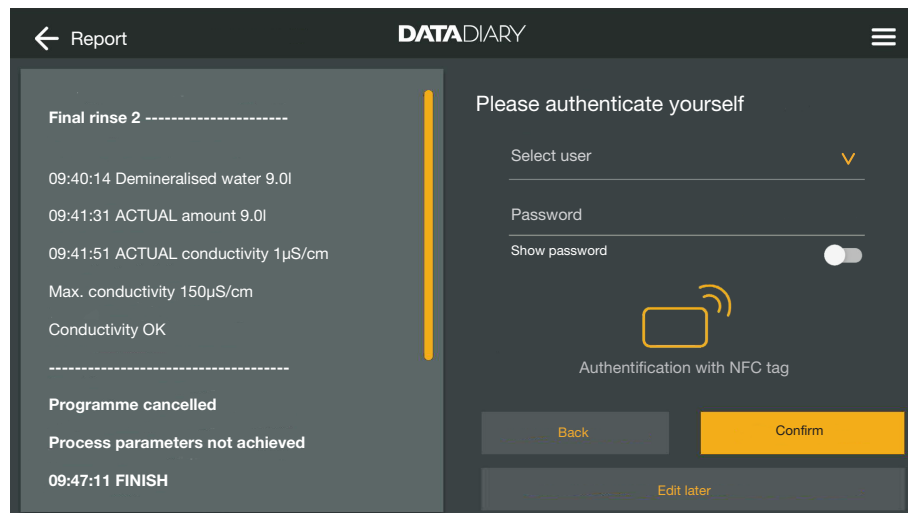 Report
DATADIARY
Final rinse 2 ----------------------
09:40:14 Demineralised water 9.0l
09:41:31 ACTUAL amount 9.0l
09:41:51 ACTUAL conductivity 1µS/cm
Max. conductivity 150µS/cm
Conductivity OK
-------------------------------------
Programme cancelled
Process parameters not achieved
09:47:11 FINISH
Please authenticate yourself
Select user
Password
Show password
Authentification with NFC tag
Back
Confirm
Edit later